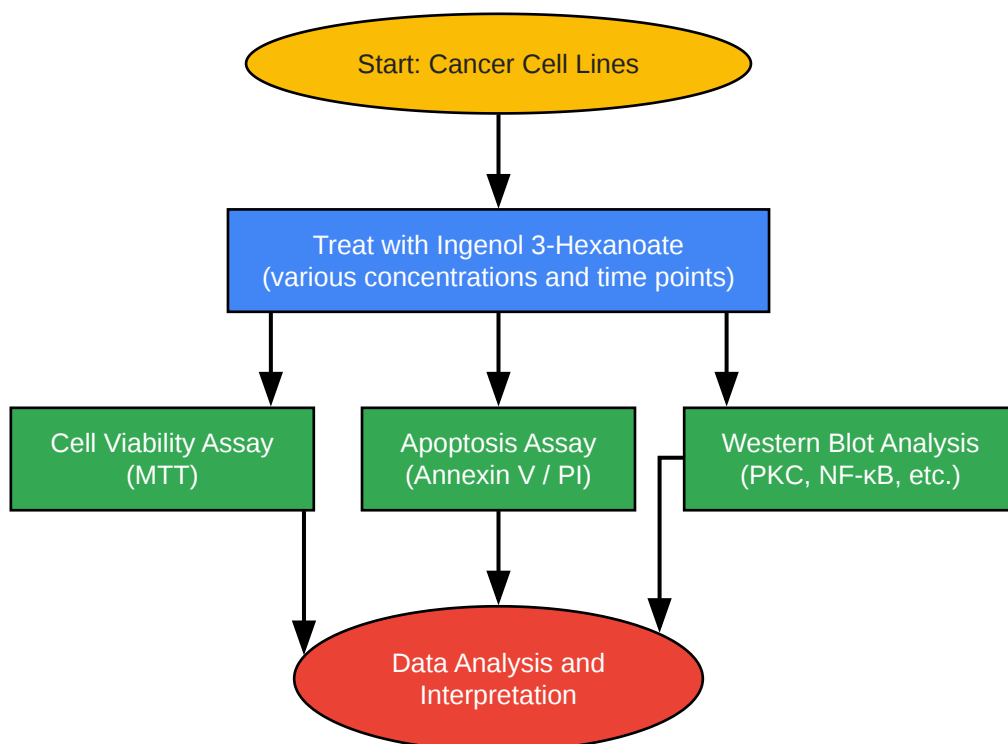 Start: Cancer Cell Lines
Treat with Ingenol 3-Hexanoate
(various concentrations and time points)
Cell Viability Assay
(MTT)
Apoptosis Assay
(Annexin V / PI)
Western Blot Analysis
(PKC, NF-κB, etc.)
Data Analysis and
Interpretation